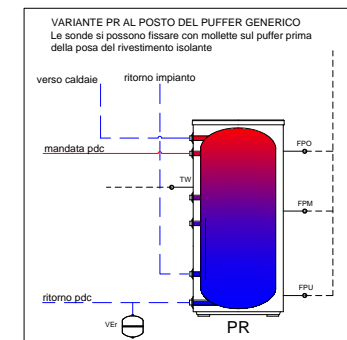 VARIANTE PR AL POSTO DEL PUFFER GENERICO
Le sonde si possono fissare con mollette sul puffer prima
della posa del rivestimento isolante
verso caldaie
ritorno impianto
mandata pdc
FPO
TW
FPM
FPU
ritorno pdc
VEr
PR